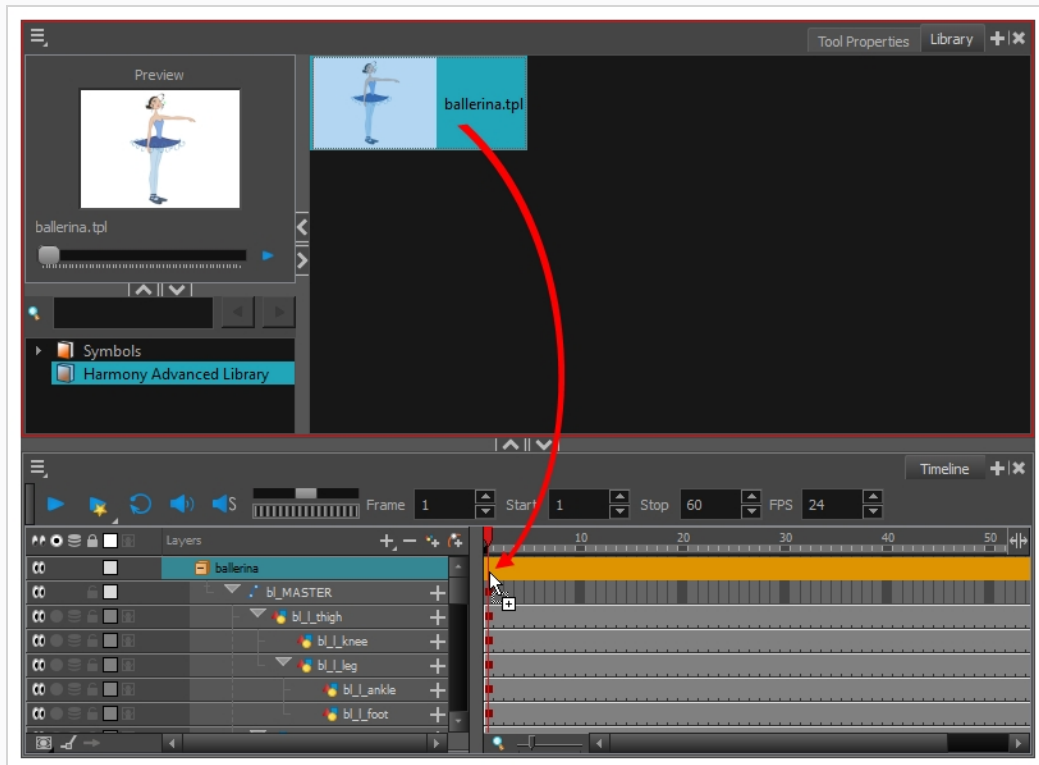 Tool Properties
Library
Preview
ballerina.tpl
ballerina.tpl
Symbols
Harmony Advanced Library
Timeline
S
Frame 1 Start 1 Stop 60 FPS 24
Layers
10 20 30 40 50
ballerina
bl_MASTER
bl_l_thigh
bl_l_knee
bl_l_leg
bl_l_ankle
bl_l_foot